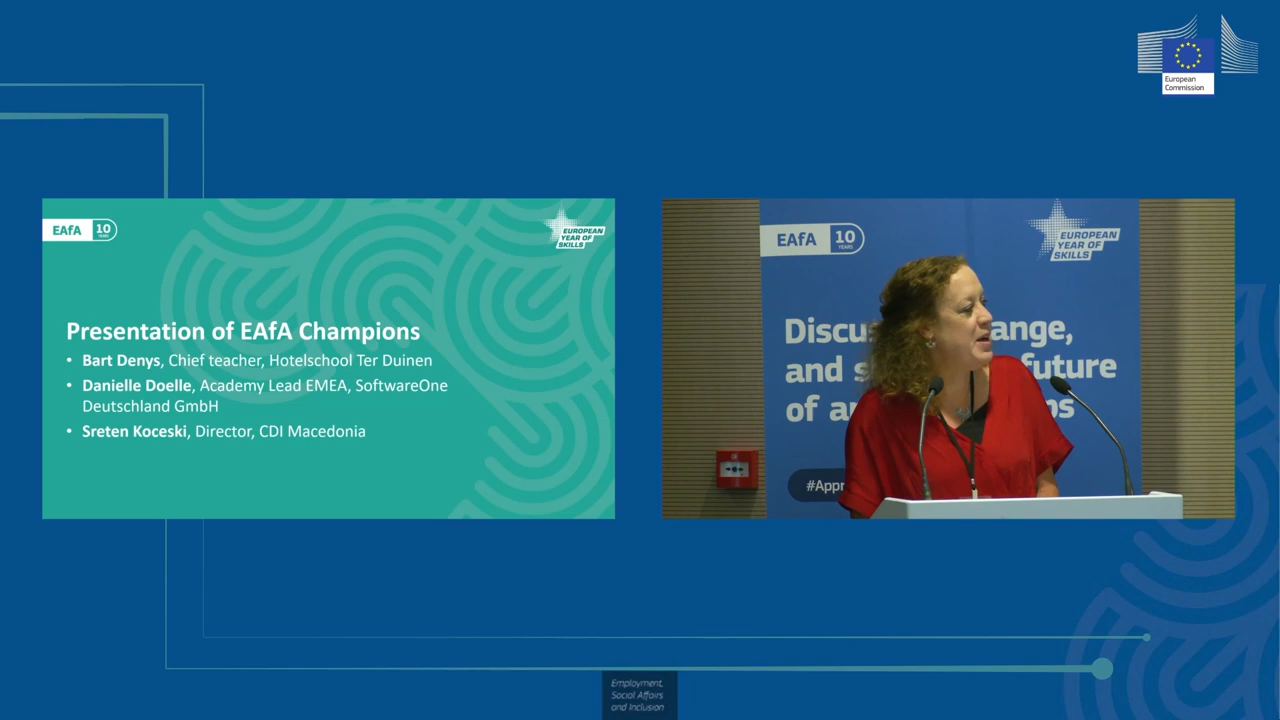 European
Commission
EAfA 10 YEARS
EUROPEAN
YEAR OF
SKILLS
Presentation of EAfA Champions
• Bart Denys, Chief teacher, Hotelschool Ter Duinen
• Danielle Doelle, Academy Lead EMEA, SoftwareOne
Deutschland GmbH
• Sreten Koceski, Director, CDI Macedonia
EAfA 10 YEARS
EUROPEAN
YEAR OF
SKILLS
Discu ange,
and s future
of a ps
#Appr
Employment,
Social Affairs
and Inclusion